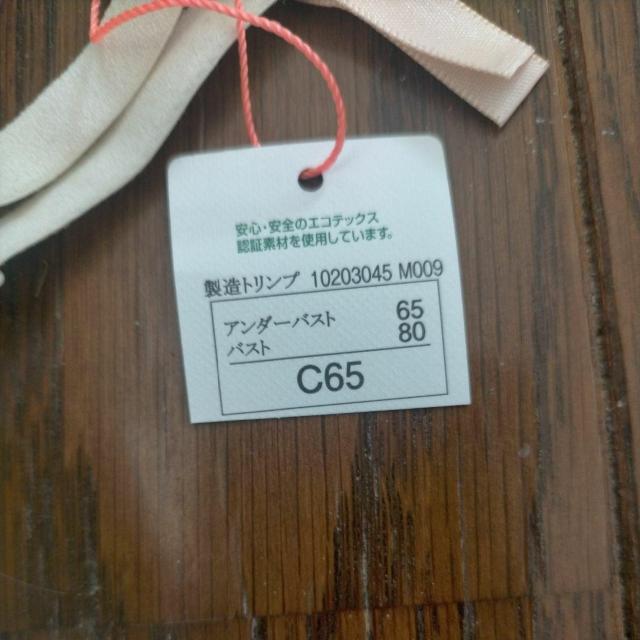 安心・安全のエコテックス
認証素材を使用しています。
製造トリンプ 10203045 M009
アンダーバスト 65
バスト 80
C65